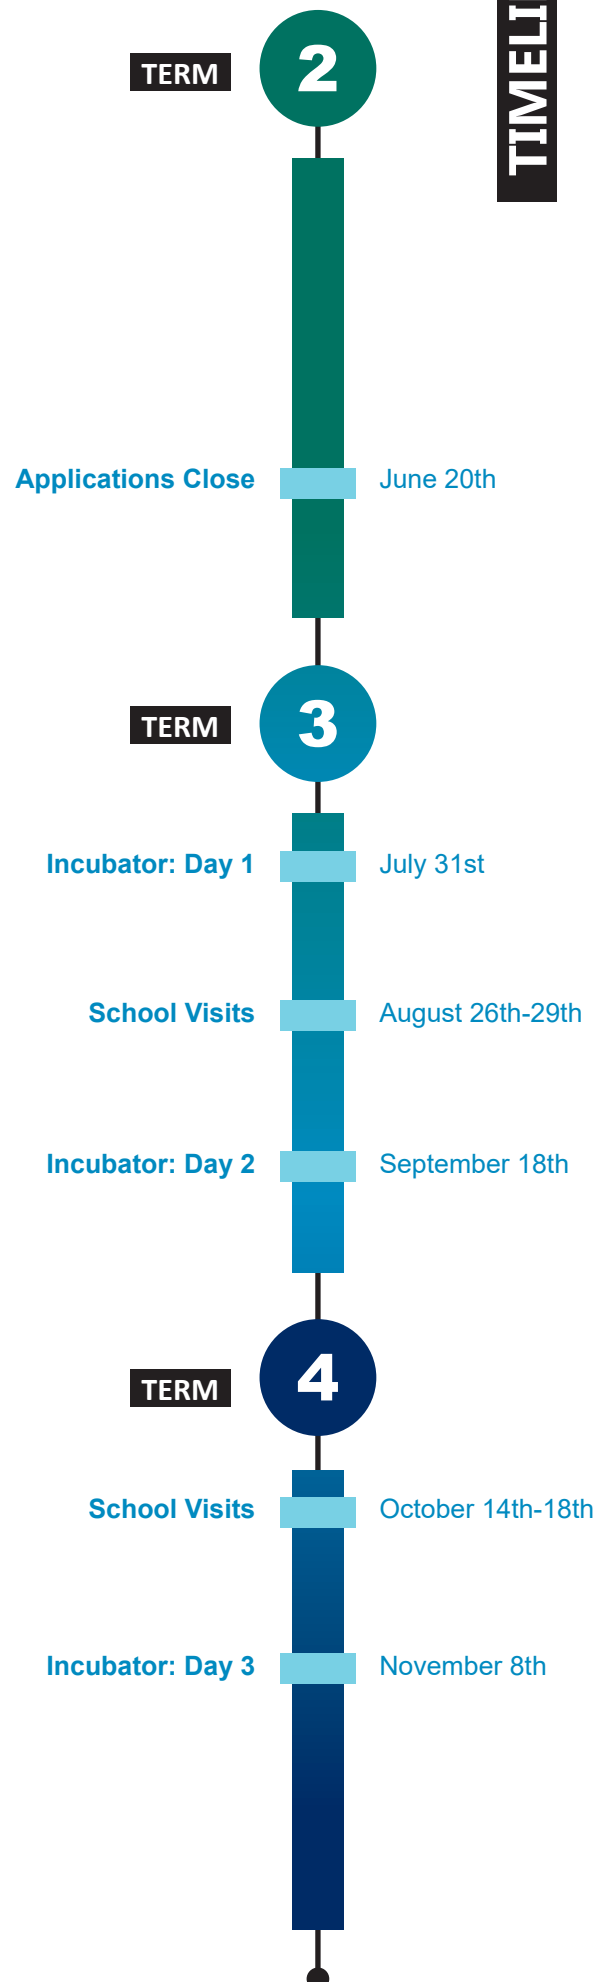 TIMELI
TERM 2
Applications Close June 20th
TERM 3
Incubator: Day 1 July 31st
School Visits August 26th-29th
Incubator: Day 2 September 18th
TERM 4
School Visits October 14th-18th
Incubator: Day 3 November 8th